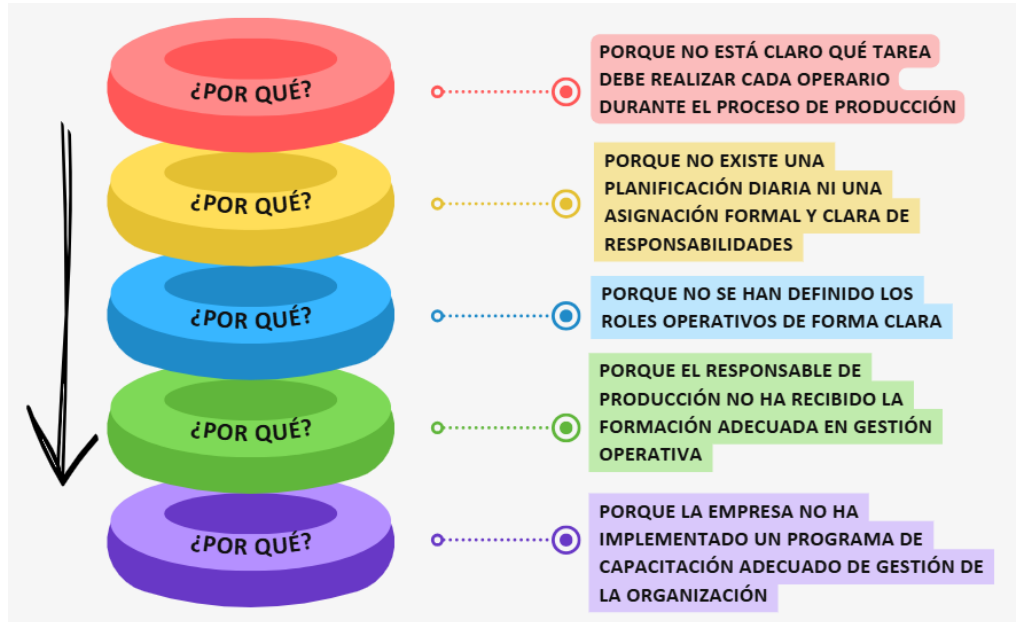 ¿POR QUÉ?
PORQUE NO ESTÁ CLARO QUÉ TAREA
DEBE REALIZAR CADA OPERARIO
DURANTE EL PROCESO DE PRODUCCIÓN
¿POR QUÉ?
PORQUE NO EXISTE UNA
PLANIFICACIÓN DIARIA NI UNA
ASIGNACIÓN FORMAL Y CLARA DE
RESPONSABILIDADES
¿POR QUÉ?
PORQUE NO SE HAN DEFINIDO LOS
ROLES OPERATIVOS DE FORMA CLARA
¿POR QUÉ?
PORQUE EL RESPONSABLE DE
PRODUCCIÓN NO HA RECIBIDO LA
FORMACIÓN ADECUADA EN GESTIÓN
OPERATIVA
¿POR QUÉ?
PORQUE LA EMPRESA NO HA
IMPLEMENTADO UN PROGRAMA DE
CAPACITACIÓN ADECUADO DE GESTIÓN DE
LA ORGANIZACIÓN